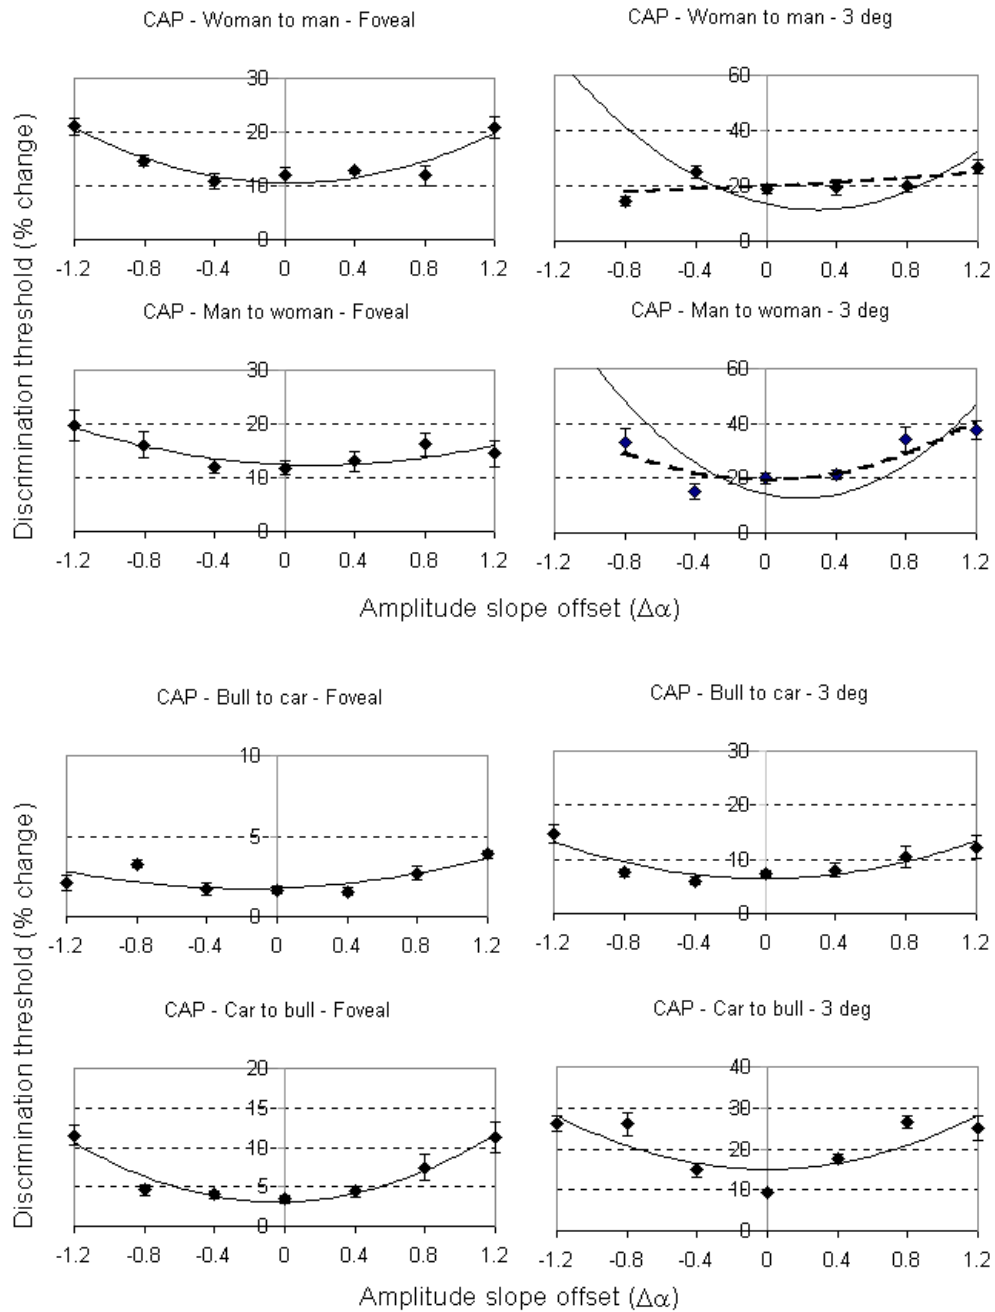 CAP - Woman to man - Foveal
CAP - Woman to man - 3 deg
30
20
10
0
-1.2 -0.8 -0.4 0 0.4 0.8 1.2
60
40
20
0
-1.2 -0.8 -0.4 0 0.4 0.8 1.2
Discrimination threshold (% change)
CAP - Man to woman - Foveal
CAP - Man to woman - 3 deg
30
20
10
0
-1.2 -0.8 -0.4 0 0.4 0.8 1.2
60
40
20
0
-1.2 -0.8 -0.4 0 0.4 0.8 1.2
Amplitude slope offset (Δα)
CAP - Bull to car - Foveal
CAP - Bull to car - 3 deg
10
5
0
-1.2 -0.8 -0.4 0 0.4 0.8 1.2
30
20
10
0
-1.2 -0.8 -0.4 0 0.4 0.8 1.2
Discrimination threshold (% change)
CAP - Car to bull - Foveal
CAP - Car to bull - 3 deg
20
15
10
5
0
-1.2 -0.8 -0.4 0 0.4 0.8 1.2
40
30
20
10
0
-1.2 -0.8 -0.4 0 0.4 0.8 1.2
Amplitude slope offset (Δα)